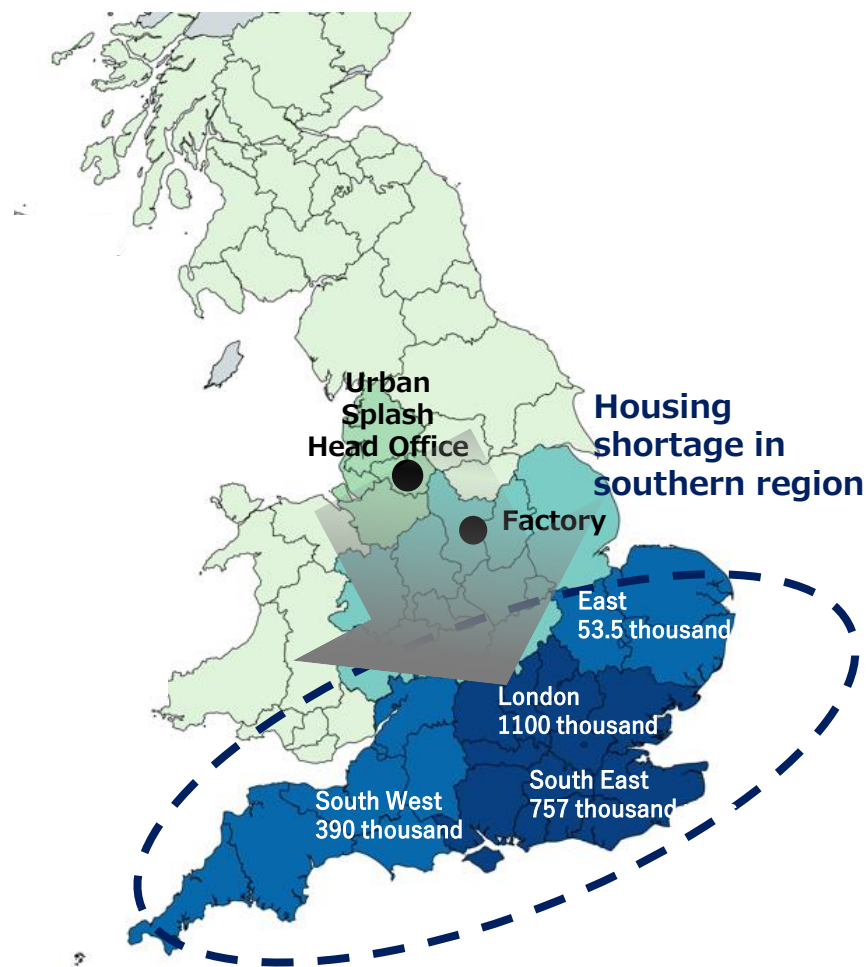 Urban
Splash
Head Office
Housing
shortage in
southern region
Factory
East
53.5 thousand
London
1100 thousand
South East
757 thousand
South West
390 thousand